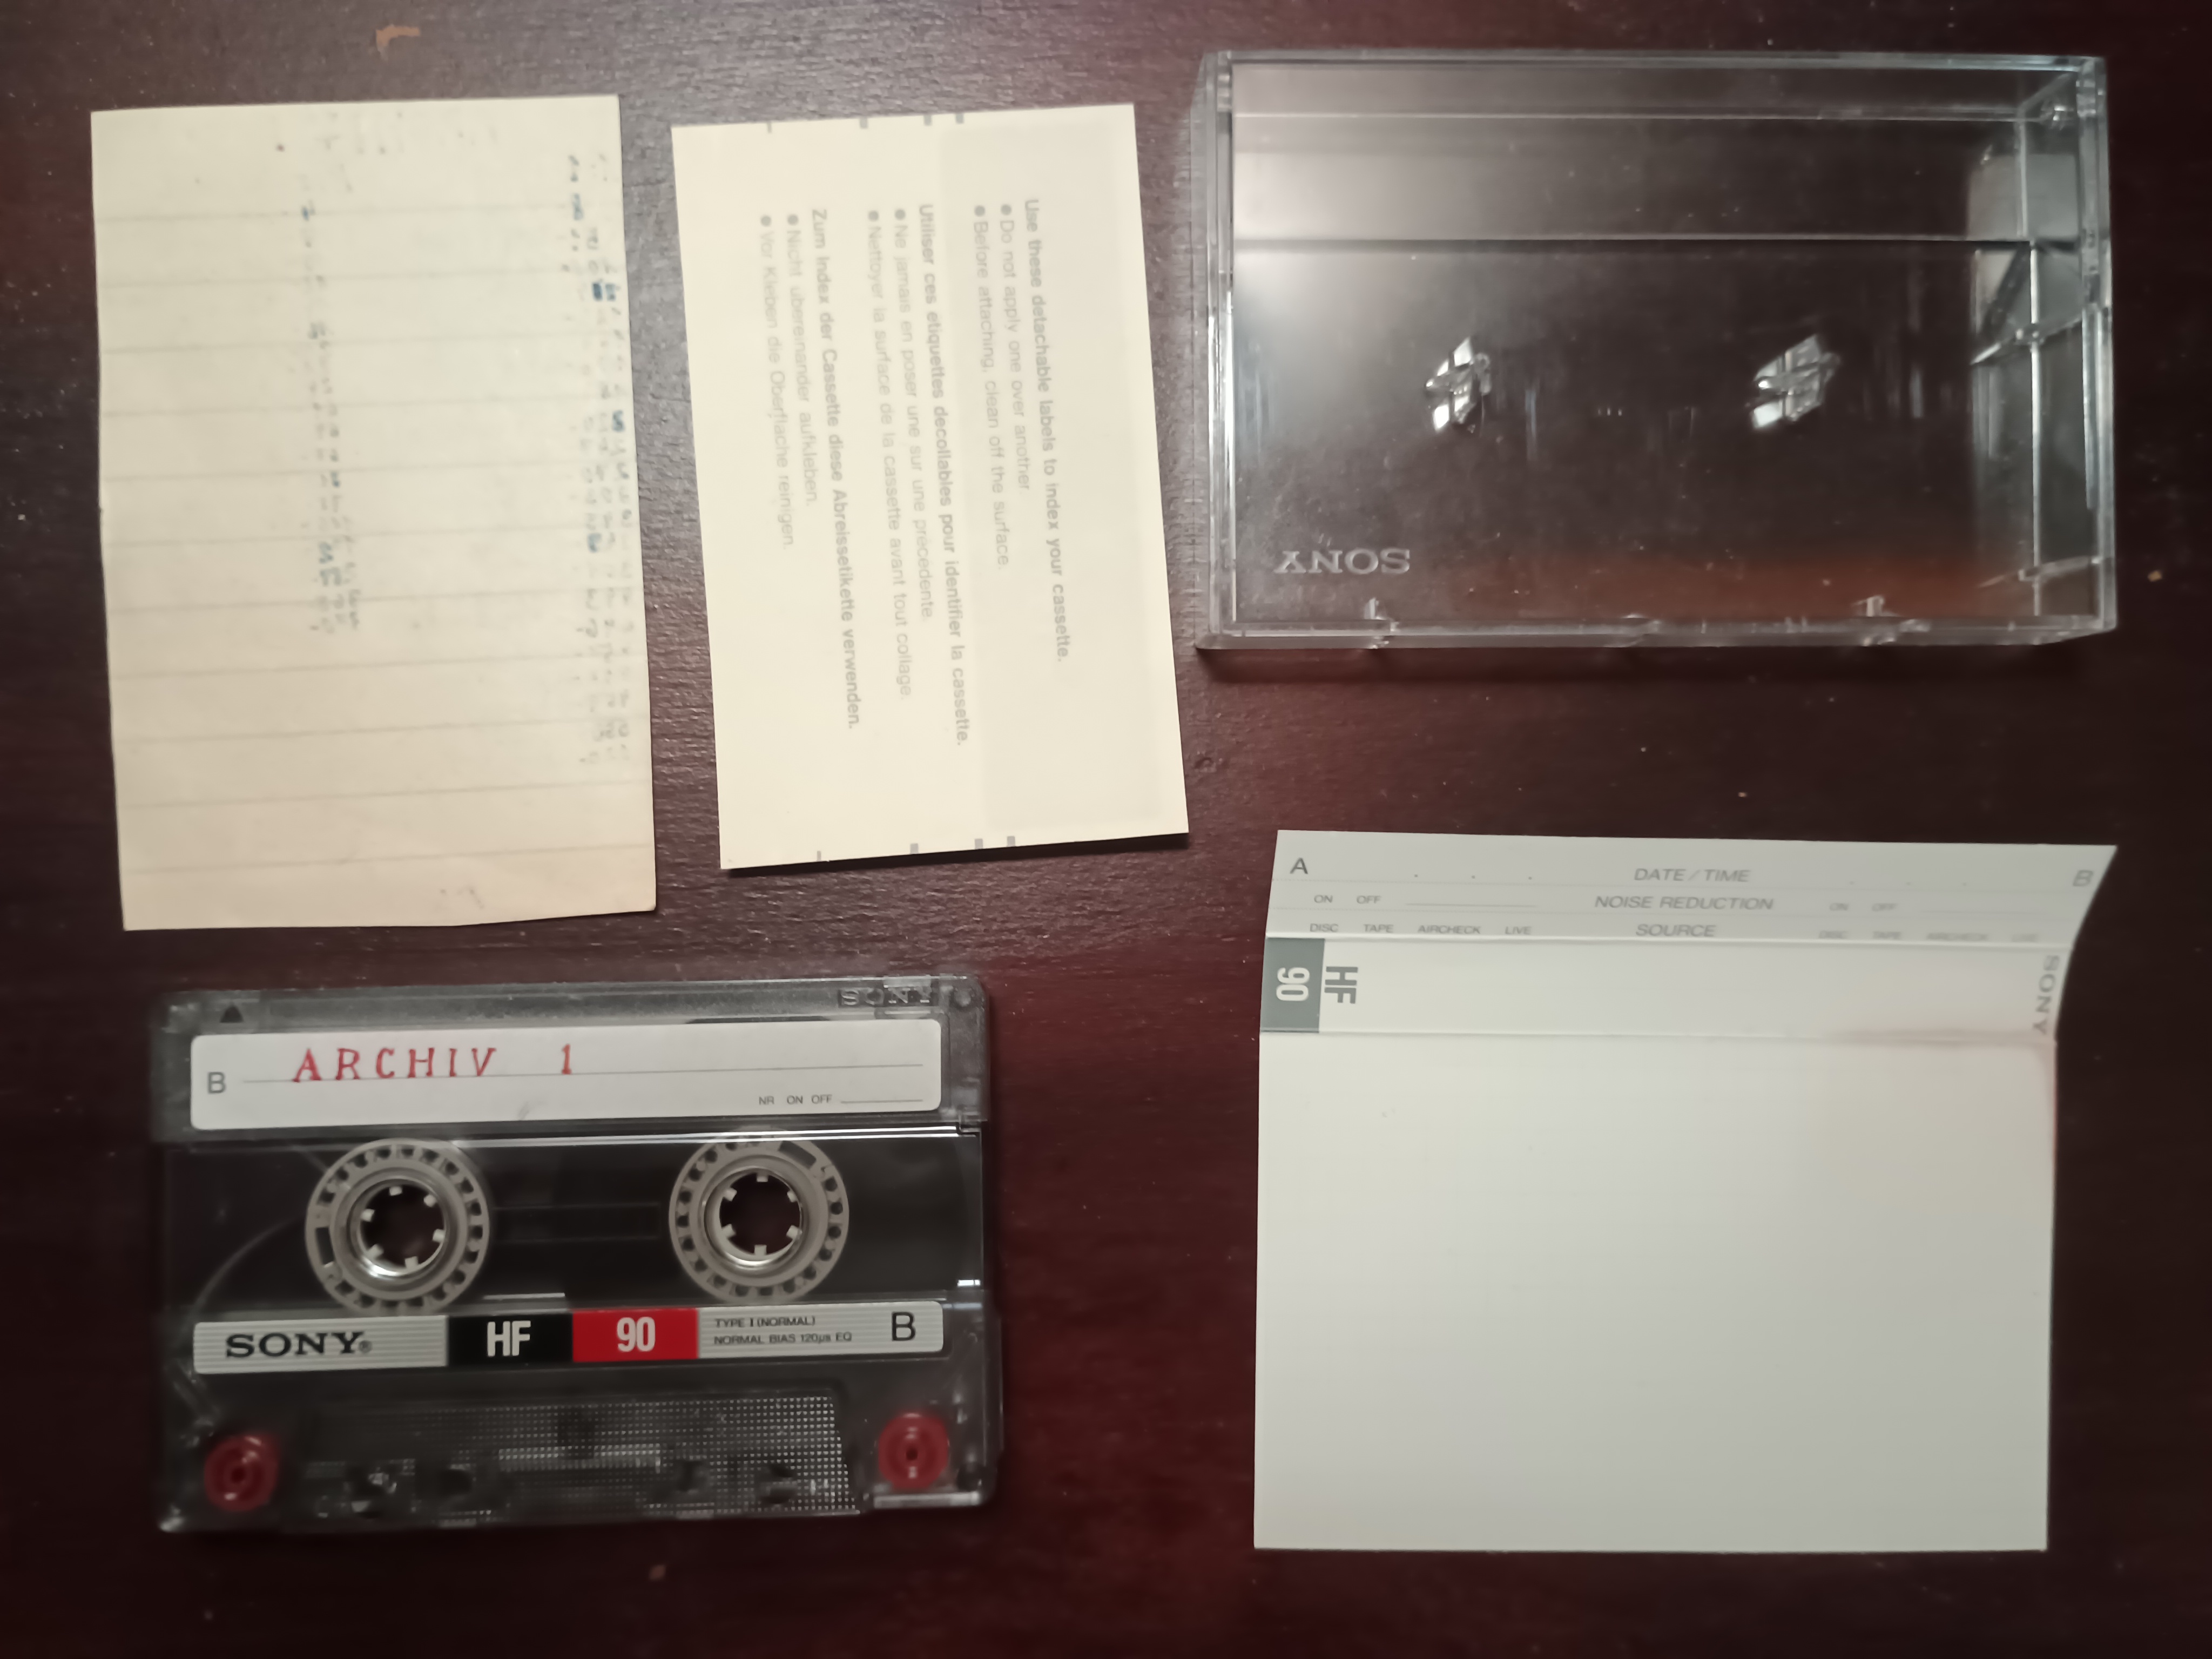 Use these detachable labels to index your cassette.
● Do not apply one over another.
● Before attaching, clean off the surface.
Utiliser ces etiquettes decollables pour identifier la cassette.
● Ne jamais en poser une sur une precedente.
● Nettoyer la surface de la cassette avant tout collage.
Zum Index der Cassette diese Abreissetikette verwenden.
● Nicht übereinander aufkleben.
● Vor Kleben die Oberfläche reinigen.
SONY
A DATE / TIME B
ON OFF NOISE REDUCTION ON OFF
DISC TAPE AIRCHECK LIVE SOURCE DISC TAPE AIRCHECK LIVE
HF
90
SONY
SONY
B ARCHIV 1
NR ON OFF
SONY® HF 90 TYPE I (NORMAL) B
NORMAL BIAS 120µs EQ